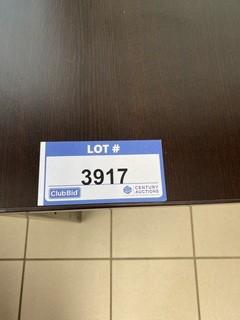 LOT #
3917
ClubBid
CENTURY
AUCTIONS